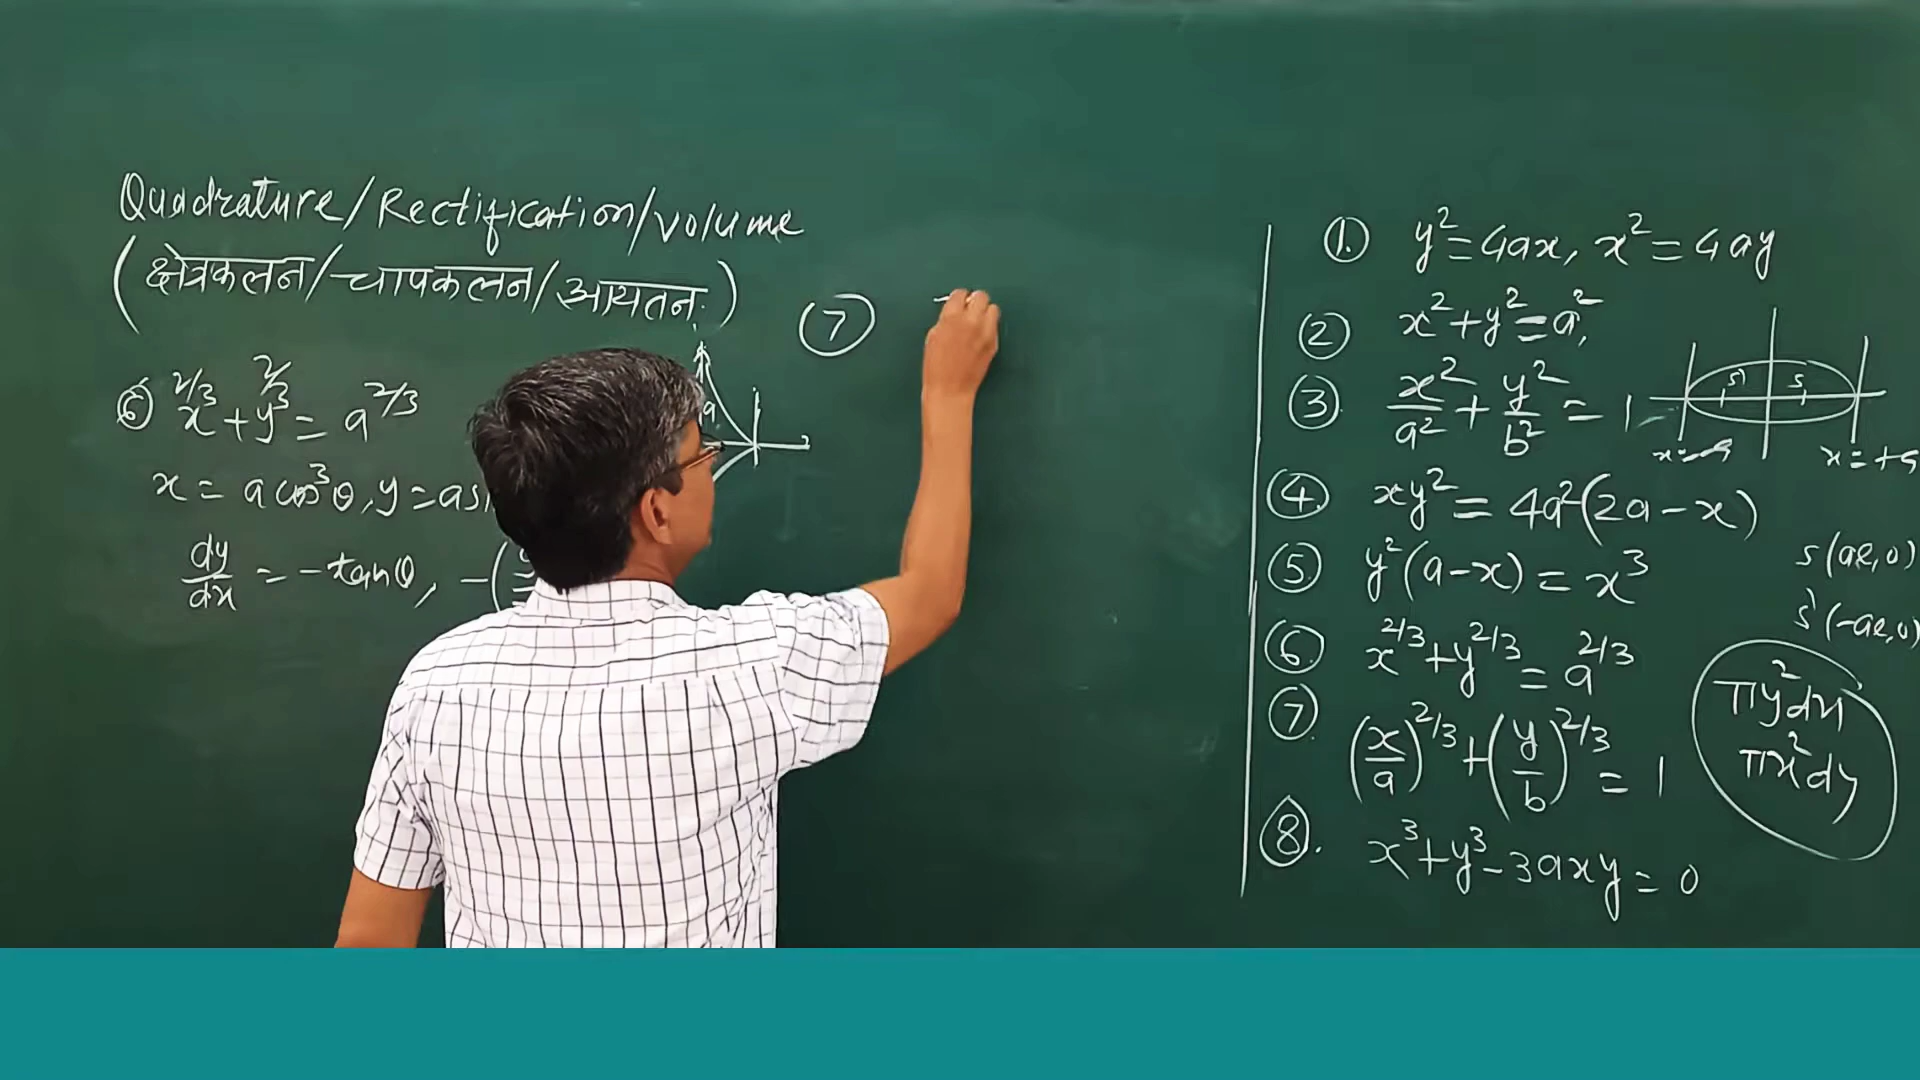 Quadrature/Rectification/volume
(क्षेत्रकलन/चापकलन/आयतन)
⑥ x^2/3 + y^2/3 = a^2/3
x = a cos³θ, y = asi
dy/dx = -tanθ, -(
a
⑦
①. y² = 4ax, x² = 4ay
② x² + y² = a²,
③. x²/a² + y²/b² = 1
S' S
x=-a x=+a
④. xy² = 4a²(2a-x)
⑤. y²(a-x) = x³
S(ae,0)
S'(-ae,0)
⑥. x^2/3 + y^2/3 = a^2/3
⑦. (x/a)^2/3 + (y/b)^2/3 = 1
πy²dx
πx²dy
⑧. x³ + y³ - 3axy = 0